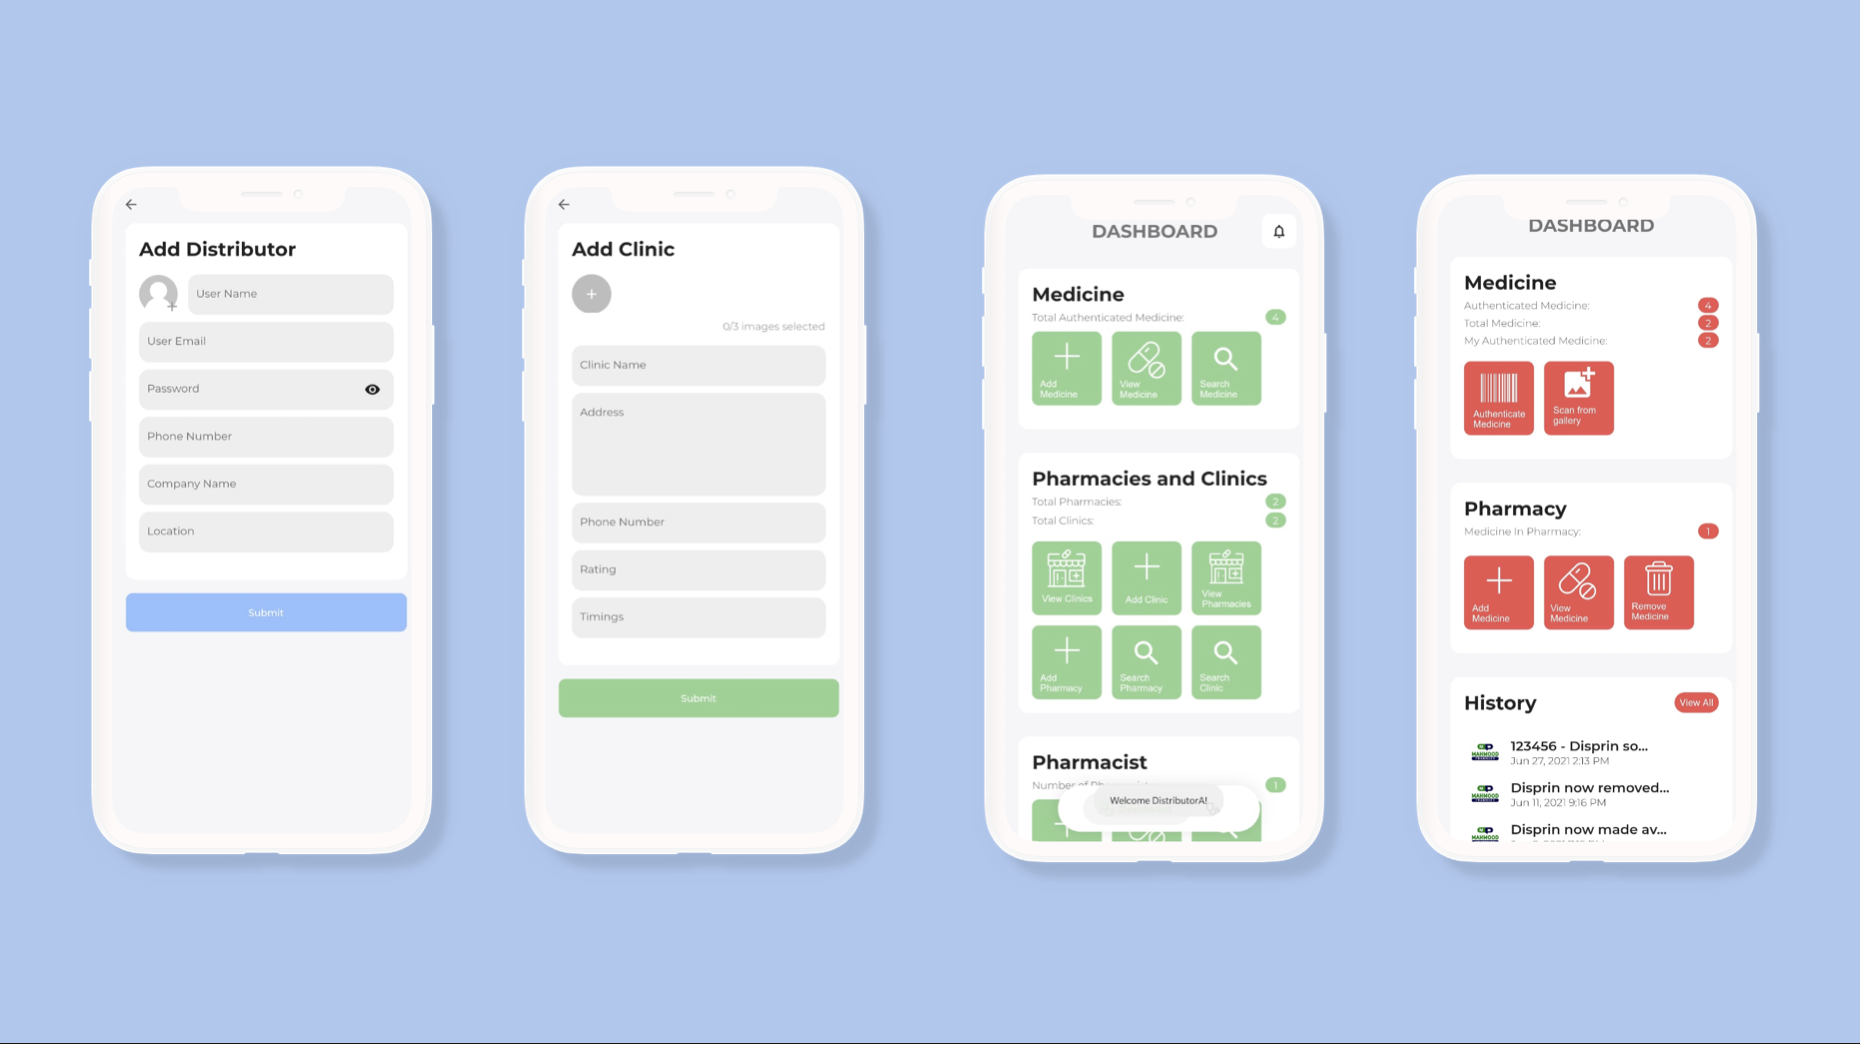 Add Distributor
User Name
User Email
Password
Phone Number
Company Name
Location
Submit
Add Clinic
+
0/3 images selected
Clinic Name
Address
Phone Number
Rating
Timings
Submit
DASHBOARD
Medicine
Total Authenticated Medicine: 4
Add
Medicine
View
Medicine
Search
Medicine
Pharmacies and Clinics
Total Pharmacies: 2
Total Clinics: 2
View Clinics
Add Clinic
View
Pharmacies
Add
Pharmacy
Search
Pharmacy
Search
Clinic
Pharmacist
Number of 1
Welcome DistributorA!
DASHBOARD
Medicine
Authenticated Medicine: 4
Total Medicine: 2
My Authenticated Medicine: 2
Authenticate
Medicine
Scan from
gallery
Pharmacy
Medicine In Pharmacy: 1
Add
Medicine
View
Medicine
Remove
Medicine
History
View All
MAHMOOD
123456 - Disprin so...
Jun 27, 2021 2:13 PM
MAHMOOD
Disprin now removed...
Jun 11, 2021 9:16 PM
MAHMOOD
Disprin now made av...